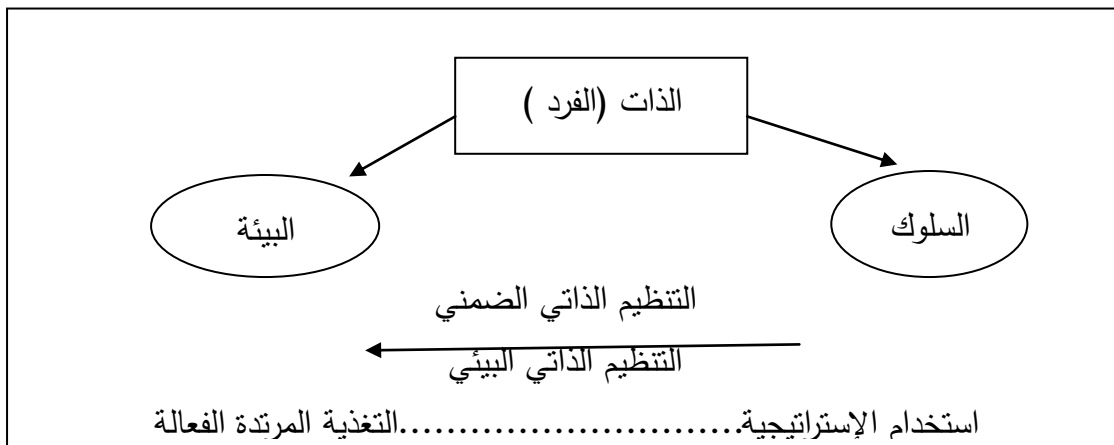 الذات (الفرد )
السلوك
البيئة
التنظيم الذاتي الضمني
التنظيم الذاتي البيئي
استخدام الإستراتيجية............................التغذية المرتدة الفعالة